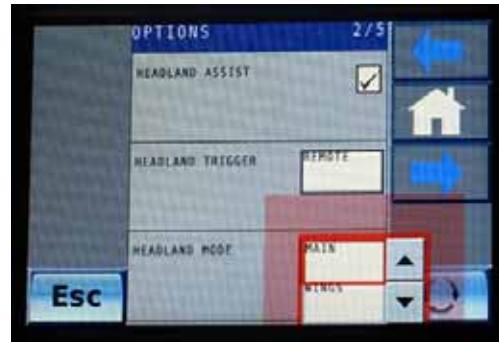 OPTIONS 2/5
HEADLAND ASSIST
HEADLAND TRIGGER REMOTE
HEADLAND MODE MAIN
WINGS
Esc